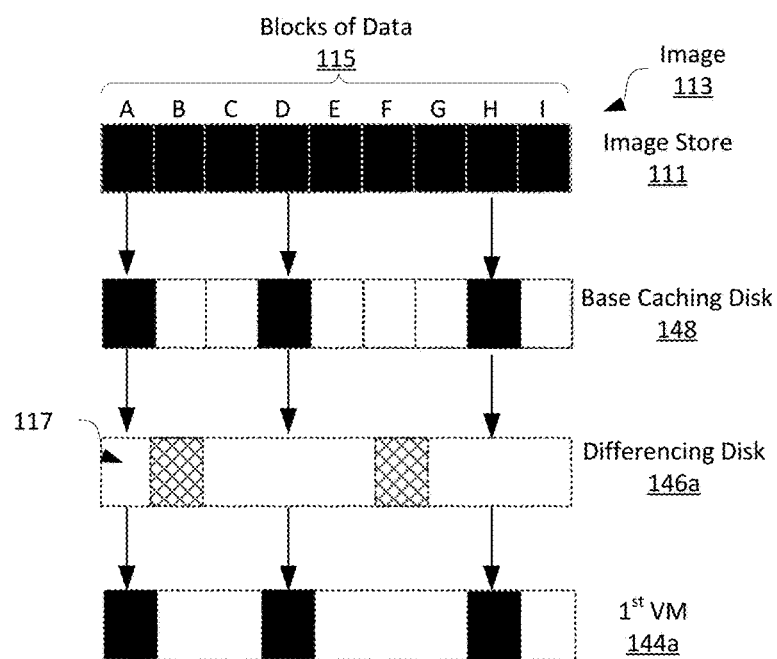 Blocks of Data
115
Image
113
A B C D E F G H I
Image Store
111
Base Caching Disk
148
117
Differencing Disk
146a
1st VM
144a